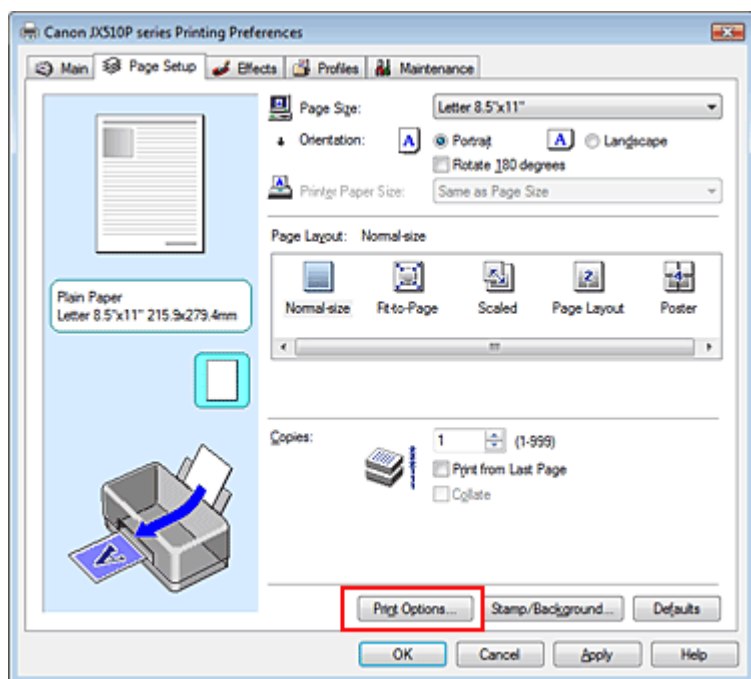 Canon JX510P series Printing Preferences
Main
Page Setup
Effects
Profiles
Maintenance
Page Size:
Letter 8.5"x11"
Orientation:
A
Portrait
A
Landscape
Rotate 180 degrees
Printer Paper Size:
Same as Page Size
Page Layout: Normal-size
Normal-size
Fit-to-Page
Scaled
Page Layout
Poster
Plain Paper
Letter 8.5"x11" 215.9x279.4mm
Copies:
1
(1-999)
Print from Last Page
Collate
Print Options...
Stamp/Background...
Defaults
OK
Cancel
Apply
Help